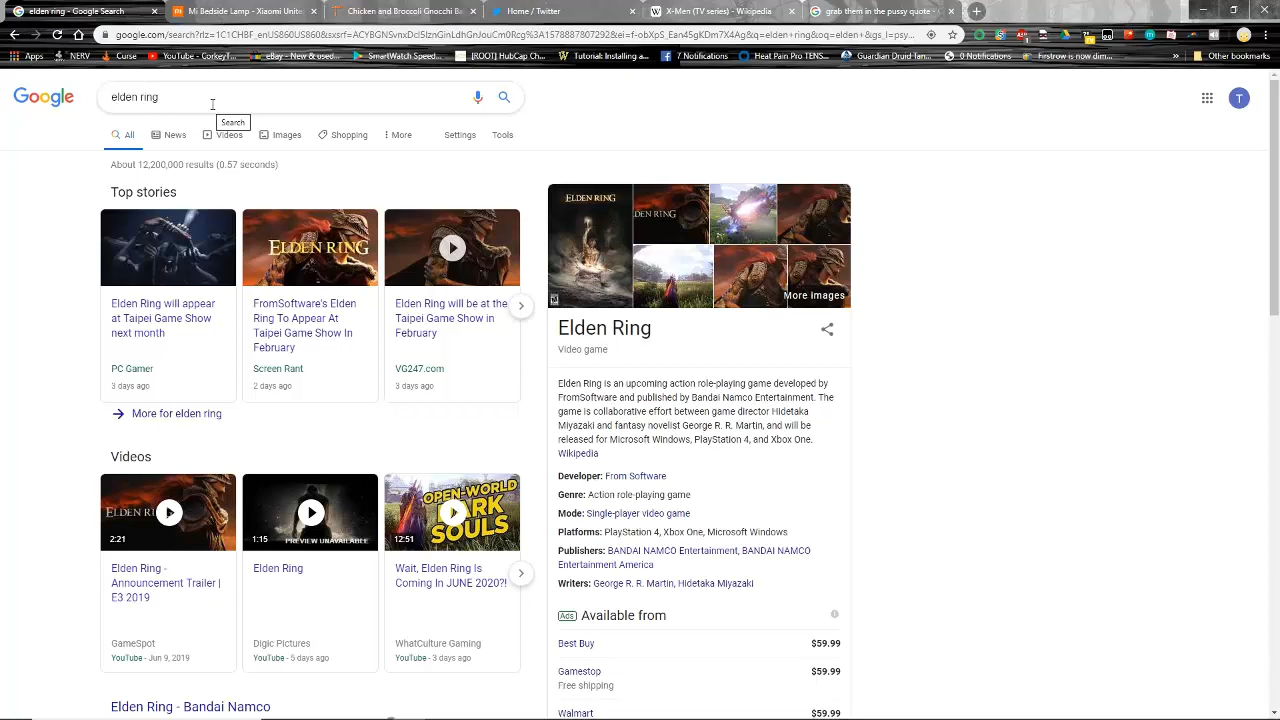 elden ring - Google Search
Mi Bedside Lamp - Xiaomi Unite
Chicken and Broccoli Gnocchi Bak
Home / Twitter
X-Men (TV series) - Wikipedia
grab them in the pussy quote -
Apps
NERV
Curse
YouTube - CorkeyT...
eBay - New & used...
SmartWatch Speed...
[ROOT] HubCap Ch...
Tutorial: Installing a...
7 Notifications
Heat Pain Pro TENS...
Guardian Druid Tan...
0 Notifications
Firstrow is now dim...
»
Other bookmarks
Google
elden ring
T
Search
All
News
Videos
Images
Shopping
More
Settings
Tools
About 12,200,000 results (0.57 seconds)
Top stories
ELDEN RING
Elden Ring will appear
at Taipei Game Show
next month
PC Gamer
3 days ago
FromSoftware's Elden
Ring To Appear At
Taipei Game Show In
February
Screen Rant
2 days ago
Elden Ring will be at the
Taipei Game Show in
February
VG247.com
3 days ago
More for elden ring
Videos
2:21
1:15
PREVIEW UNAVAILABLE
OPEN-WORLD
DARK
SOULS
12:51
Elden Ring -
Announcement Trailer |
E3 2019
GameSpot
YouTube - Jun 9, 2019
Elden Ring
Digic Pictures
YouTube - 5 days ago
Wait, Elden Ring Is
Coming In JUNE 2020?!
WhatCulture Gaming
YouTube - 3 days ago
Elden Ring - Bandai Namco
ELDEN RING
More images
Elden Ring
Video game
Elden Ring is an upcoming action role-playing game developed by
FromSoftware and published by Bandai Namco Entertainment. The
game is collaborative effort between game director Hidetaka
Miyazaki and fantasy novelist George R. R. Martin, and will be
released for Microsoft Windows, PlayStation 4, and Xbox One.
Wikipedia
Developer: From Software
Genre: Action role-playing game
Mode: Single-player video game
Platforms: PlayStation 4, Xbox One, Microsoft Windows
Publishers: BANDAI NAMCO Entertainment, BANDAI NAMCO
Entertainment America
Writers: George R. R. Martin, Hidetaka Miyazaki
Ads Available from
Best Buy $59.99
Gamestop $59.99
Free shipping
Walmart $59.99